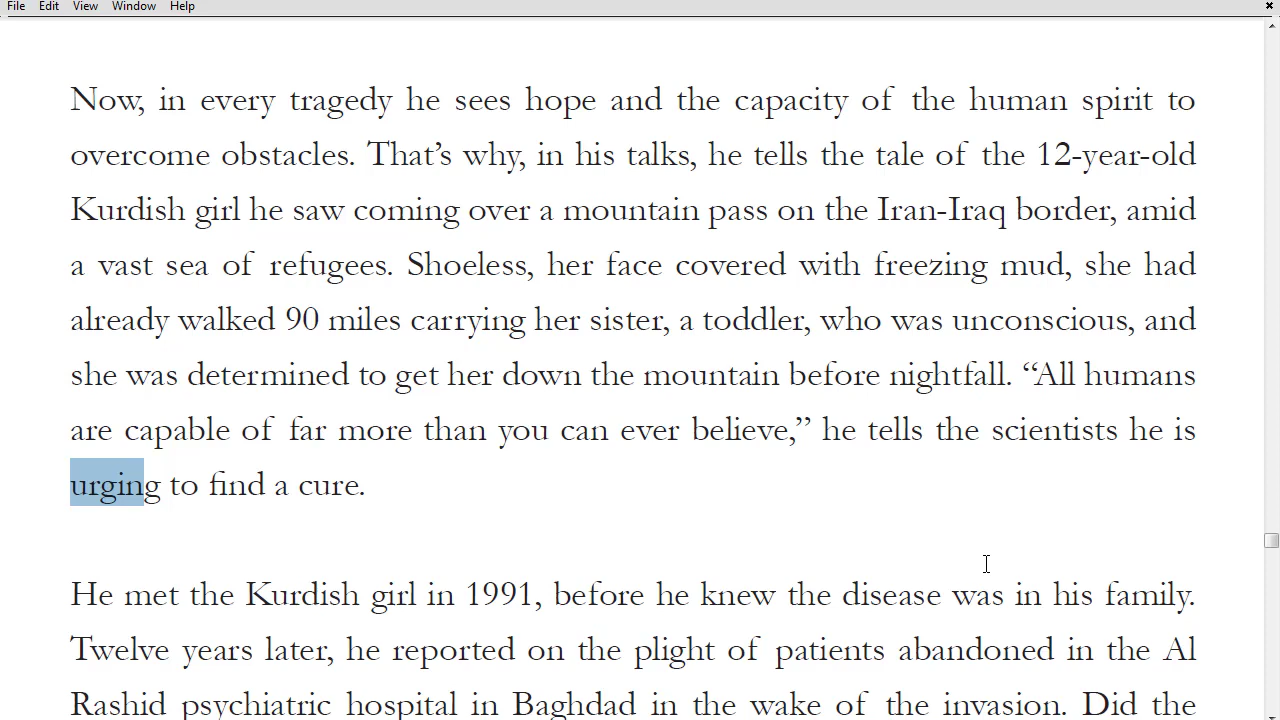 File Edit View Window Help
Now, in every tragedy he sees hope and the capacity of the human spirit to
overcome obstacles. That’s why, in his talks, he tells the tale of the 12-year-old
Kurdish girl he saw coming over a mountain pass on the Iran-Iraq border, amid
a vast sea of refugees. Shoeless, her face covered with freezing mud, she had
already walked 90 miles carrying her sister, a toddler, who was unconscious, and
she was determined to get her down the mountain before nightfall. “All humans
are capable of far more than you can ever believe,” he tells the scientists he is
urging to find a cure.
He met the Kurdish girl in 1991, before he knew the disease was in his family.
Twelve years later, he reported on the plight of patients abandoned in the Al
Rashid psychiatric hospital in Baghdad in the wake of the invasion. Did the